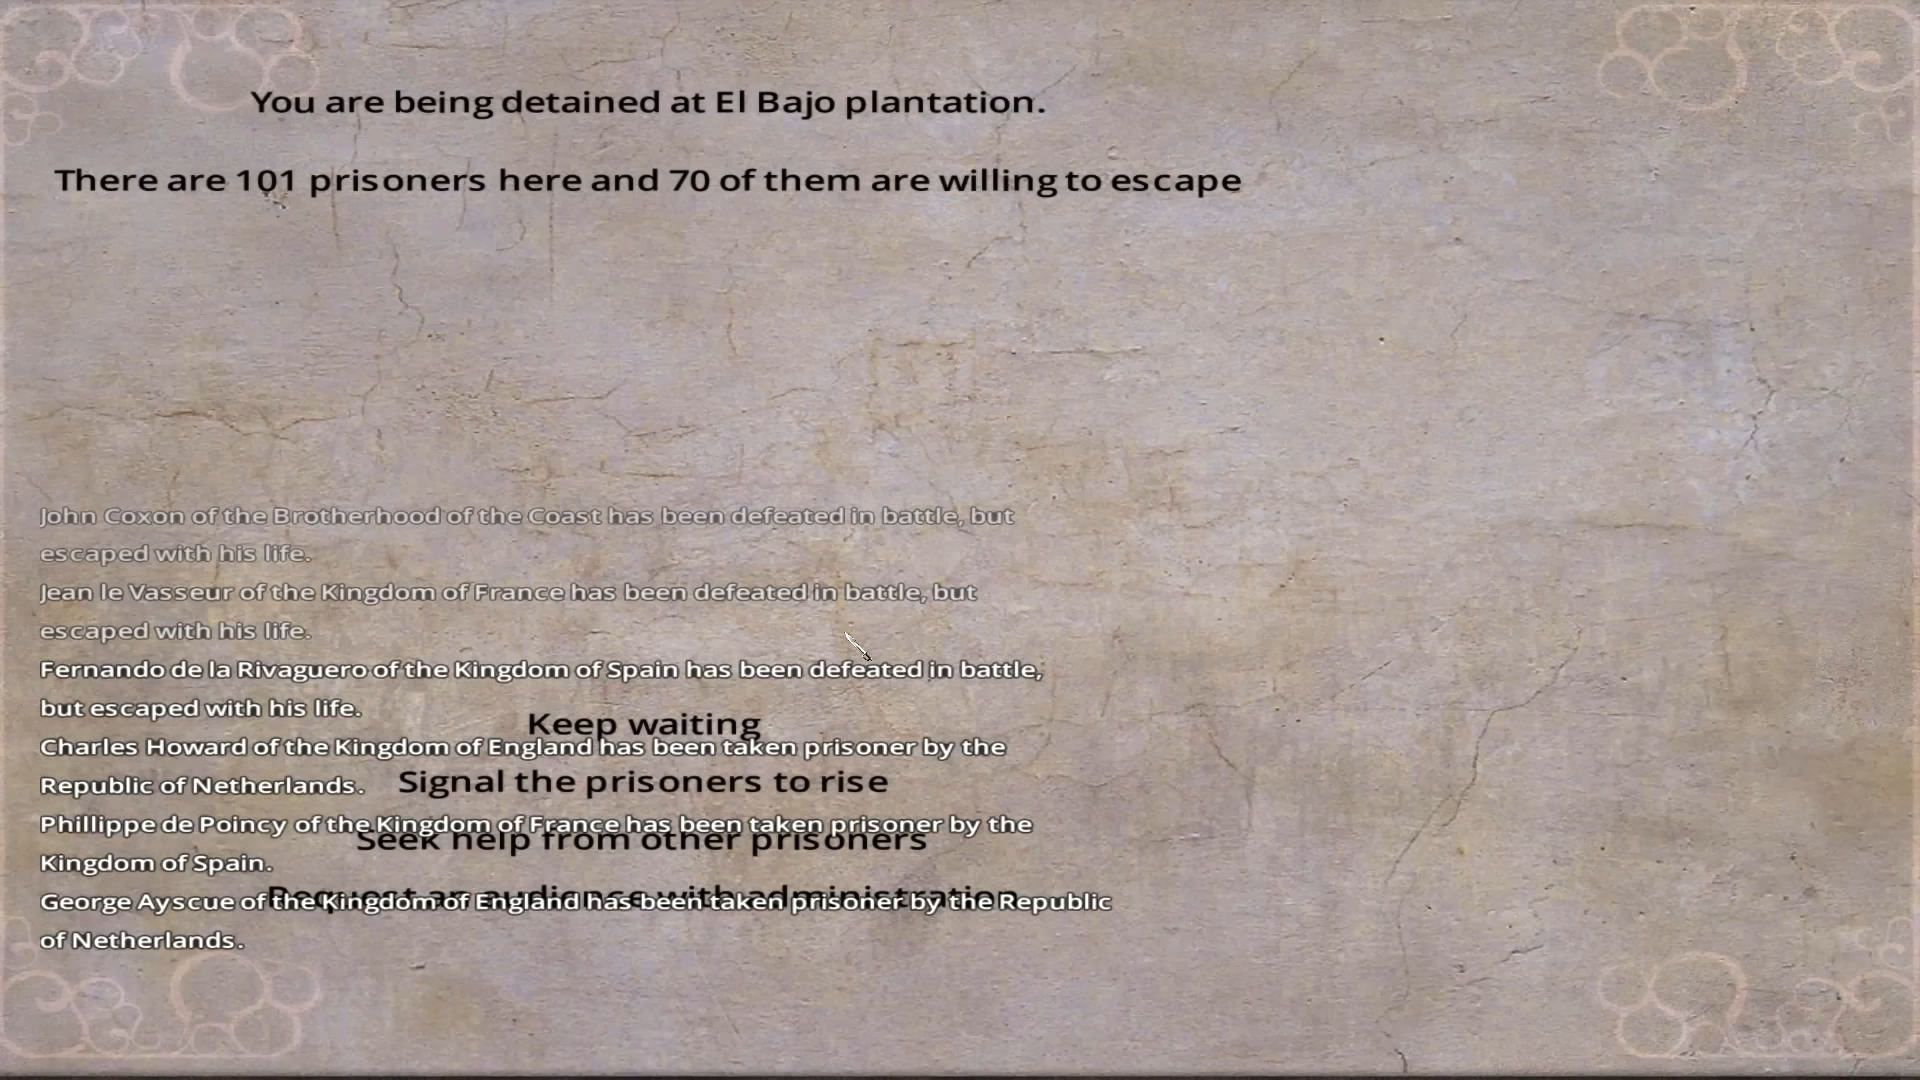 You are being detained at El Bajo plantation.
There are 101 prisoners here and 70 of them are willing to escape
John Coxon of the Brotherhood of the Coast has been defeated in battle, but
escaped with his life.
Jean le Vasseur of the Kingdom of France has been defeated in battle, but
escaped with his life.
Fernando de la Rivaguero of the Kingdom of Spain has been defeated in battle,
but escaped with his life.
Keep waiting
Charles Howard of the Kingdom of England has been taken prisoner by the
Republic of Netherlands.
Signal the prisoners to rise
Phillippe de Poincy of the Kingdom of France has been taken prisoner by the
Seek help from other prisoners
Kingdom of Spain.
Request an audience with administration
George Ayscue of the Kingdom of England has been taken prisoner by the Republic
of Netherlands.